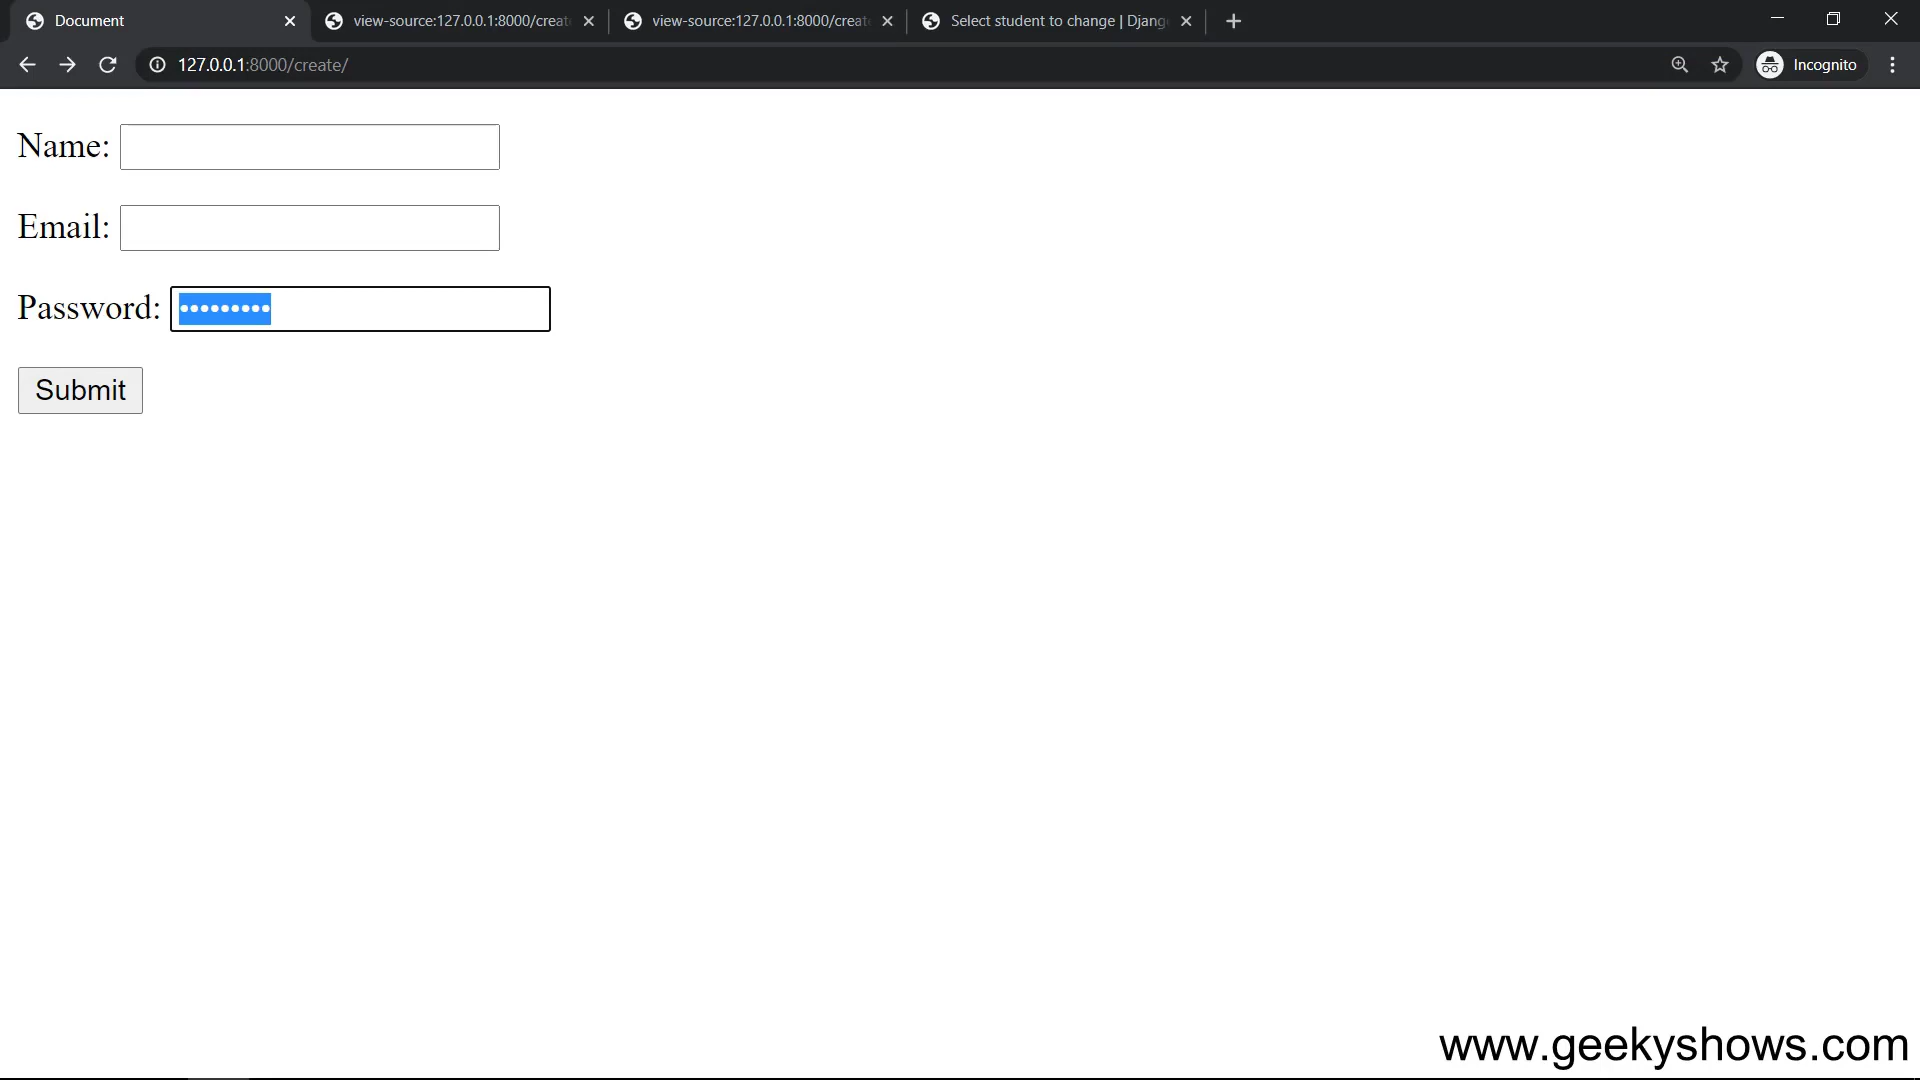 Document
view-source:127.0.0.1:8000/creat
view-source:127.0.0.1:8000/creat
Select student to change | Djang
127.0.0.1:8000/create/
Incognito
Name:
Email:
Password: •••••••••
Submit
www.geekyshows.com